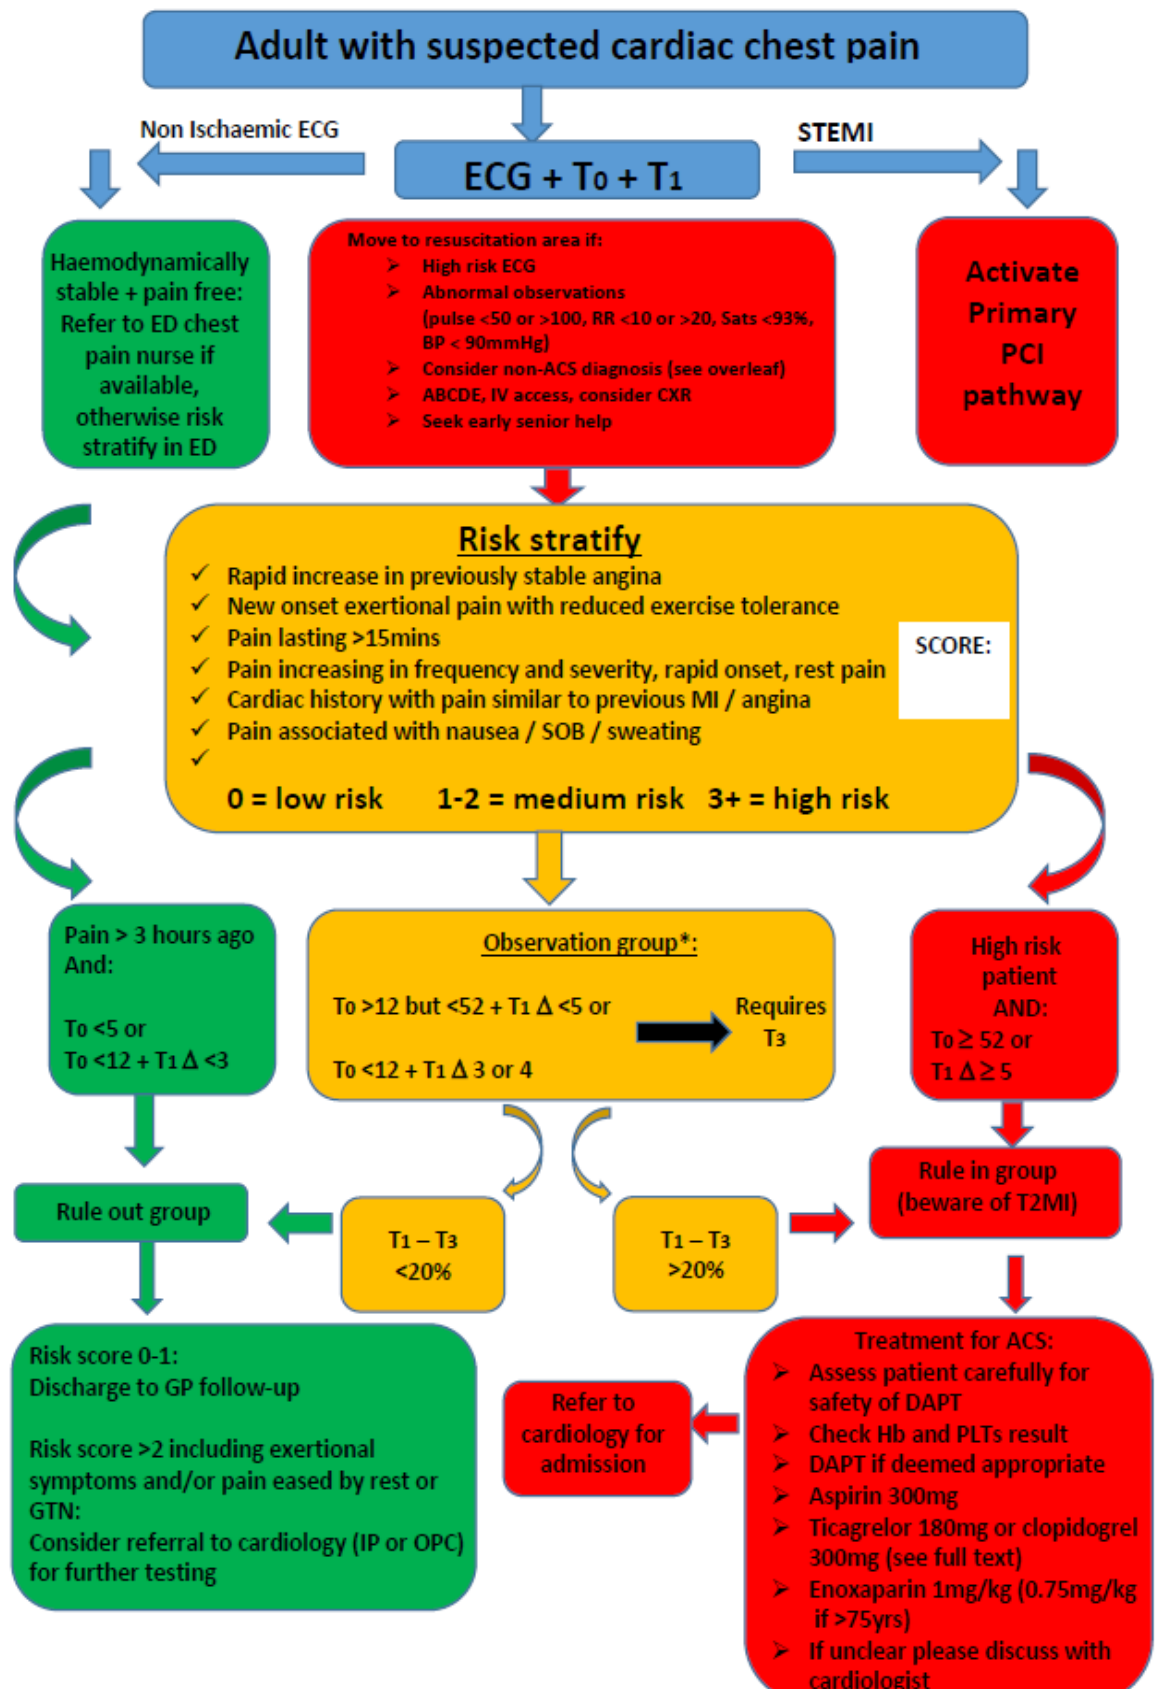 Adult with suspected cardiac chest pain
Non Ischaemic ECG
STEMI
ECG + T0 + T1
Haemodynamically
stable + pain free:
Refer to ED chest
pain nurse if
available,
otherwise risk
stratify in ED
Move to resuscitation area if:
➢ High risk ECG
➢ Abnormal observations
(pulse <50 or >100, RR <10 or >20, Sats <93%,
BP < 90mmHg)
➢ Consider non-ACS diagnosis (see overleaf)
➢ ABCDE, IV access, consider CXR
➢ Seek early senior help
Activate
Primary
PCI
pathway
Risk stratify
✓ Rapid increase in previously stable angina
✓ New onset exertional pain with reduced exercise tolerance
✓ Pain lasting >15mins
✓ Pain increasing in frequency and severity, rapid onset, rest pain
✓ Cardiac history with pain similar to previous MI / angina
✓ Pain associated with nausea / SOB / sweating
✓
SCORE:
0 = low risk 1-2 = medium risk 3+ = high risk
Pain > 3 hours ago
And:
T0 <5 or
T0 <12 + T1 Δ <3
Observation group*:
T0 >12 but <52 + T1 Δ <5 or
T0 <12 + T1 Δ 3 or 4
Requires
T3
High risk
patient
AND:
T0 ≥ 52 or
T1 Δ ≥ 5
Rule out group
T1 – T3
<20%
T1 – T3
>20%
Rule in group
(beware of T2MI)
Risk score 0-1:
Discharge to GP follow-up
Risk score >2 including exertional
symptoms and/or pain eased by rest or
GTN:
Consider referral to cardiology (IP or OPC)
for further testing
Refer to
cardiology for
admission
Treatment for ACS:
➢ Assess patient carefully for
safety of DAPT
➢ Check Hb and PLTs result
➢ DAPT if deemed appropriate
➢ Aspirin 300mg
➢ Ticagrelor 180mg or clopidogrel
300mg (see full text)
➢ Enoxaparin 1mg/kg (0.75mg/kg
if >75yrs)
➢ If unclear please discuss with
cardiologist